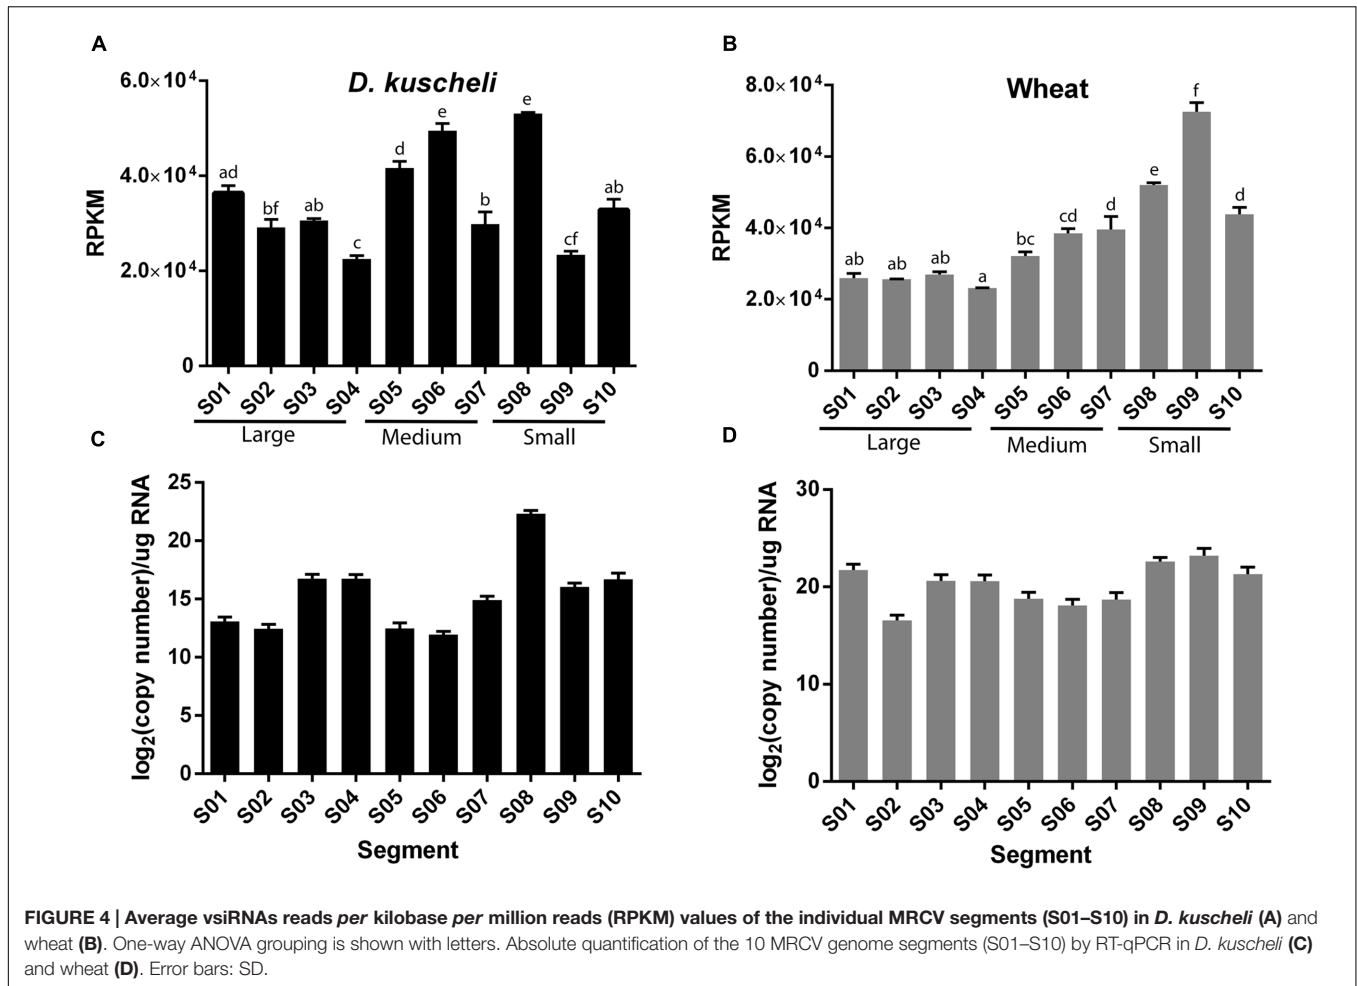 A
D. kuscheli
RPKM
6.0×10⁴
4.0×10⁴
2.0×10⁴
0
ad bf ab c d e b e cf ab
S01 S02 S03 S04 S05 S06 S07 S08 S09 S10
Large Medium Small
B
Wheat
RPKM
8.0×10⁴
6.0×10⁴
4.0×10⁴
2.0×10⁴
0
ab ab ab a bc cd d e f d
S01 S02 S03 S04 S05 S06 S07 S08 S09 S10
Large Medium Small
C
log₂(copy number)/ug RNA
25
20
15
10
5
0
S01 S02 S03 S04 S05 S06 S07 S08 S09 S10
Segment
D
log₂(copy number)/ug RNA
30
20
10
0
S01 S02 S03 S04 S05 S06 S07 S08 S09 S10
Segment
FIGURE 4 | Average vsiRNAs reads per kilobase per million reads (RPKM) values of the individual MRCV segments (S01–S10) in D. kuscheli (A) and
wheat (B). One-way ANOVA grouping is shown with letters. Absolute quantification of the 10 MRCV genome segments (S01–S10) by RT-qPCR in D. kuscheli (C)
and wheat (D). Error bars: SD.